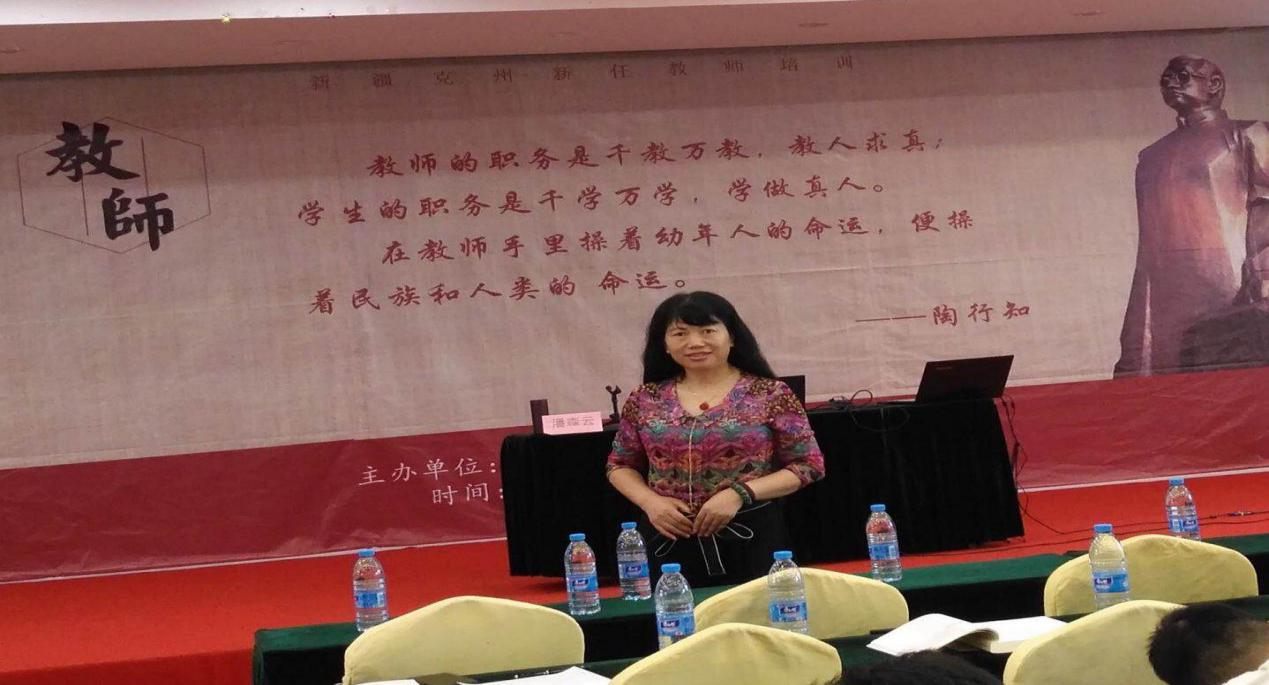 新疆克州新任教师培训
教
師
教师的职务是千教万教，教人求真；
学生的职务是千学万学，学做真人。
在教师手里操着幼年人的命运，便操
着民族和人类的 命运。
——陶行知
潘森云
主办单位：
时间：